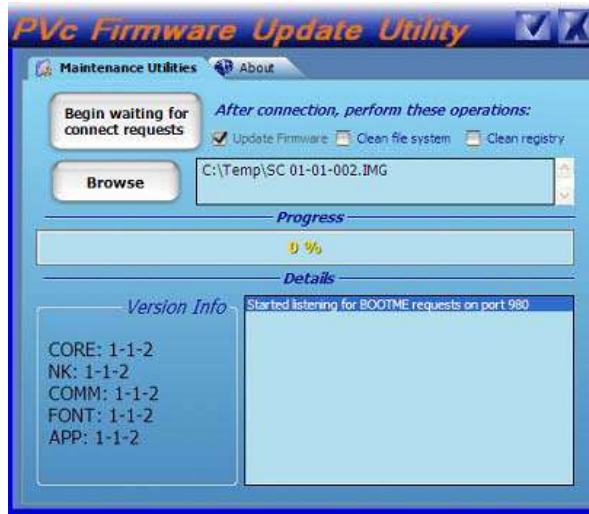 PVc Firmware Update Utility
Maintenance Utilities
About
Begin waiting for
connect requests
After connection, perform these operations:
Update Firmware
Clean file system
Clean registry
Browse
C:\Temp\SC 01-01-002.IMG
Progress
0 %
Details
Version Info
Started listening for BOOTME requests on port 980
CORE: 1-1-2
NK: 1-1-2
COMM: 1-1-2
FONT: 1-1-2
APP: 1-1-2